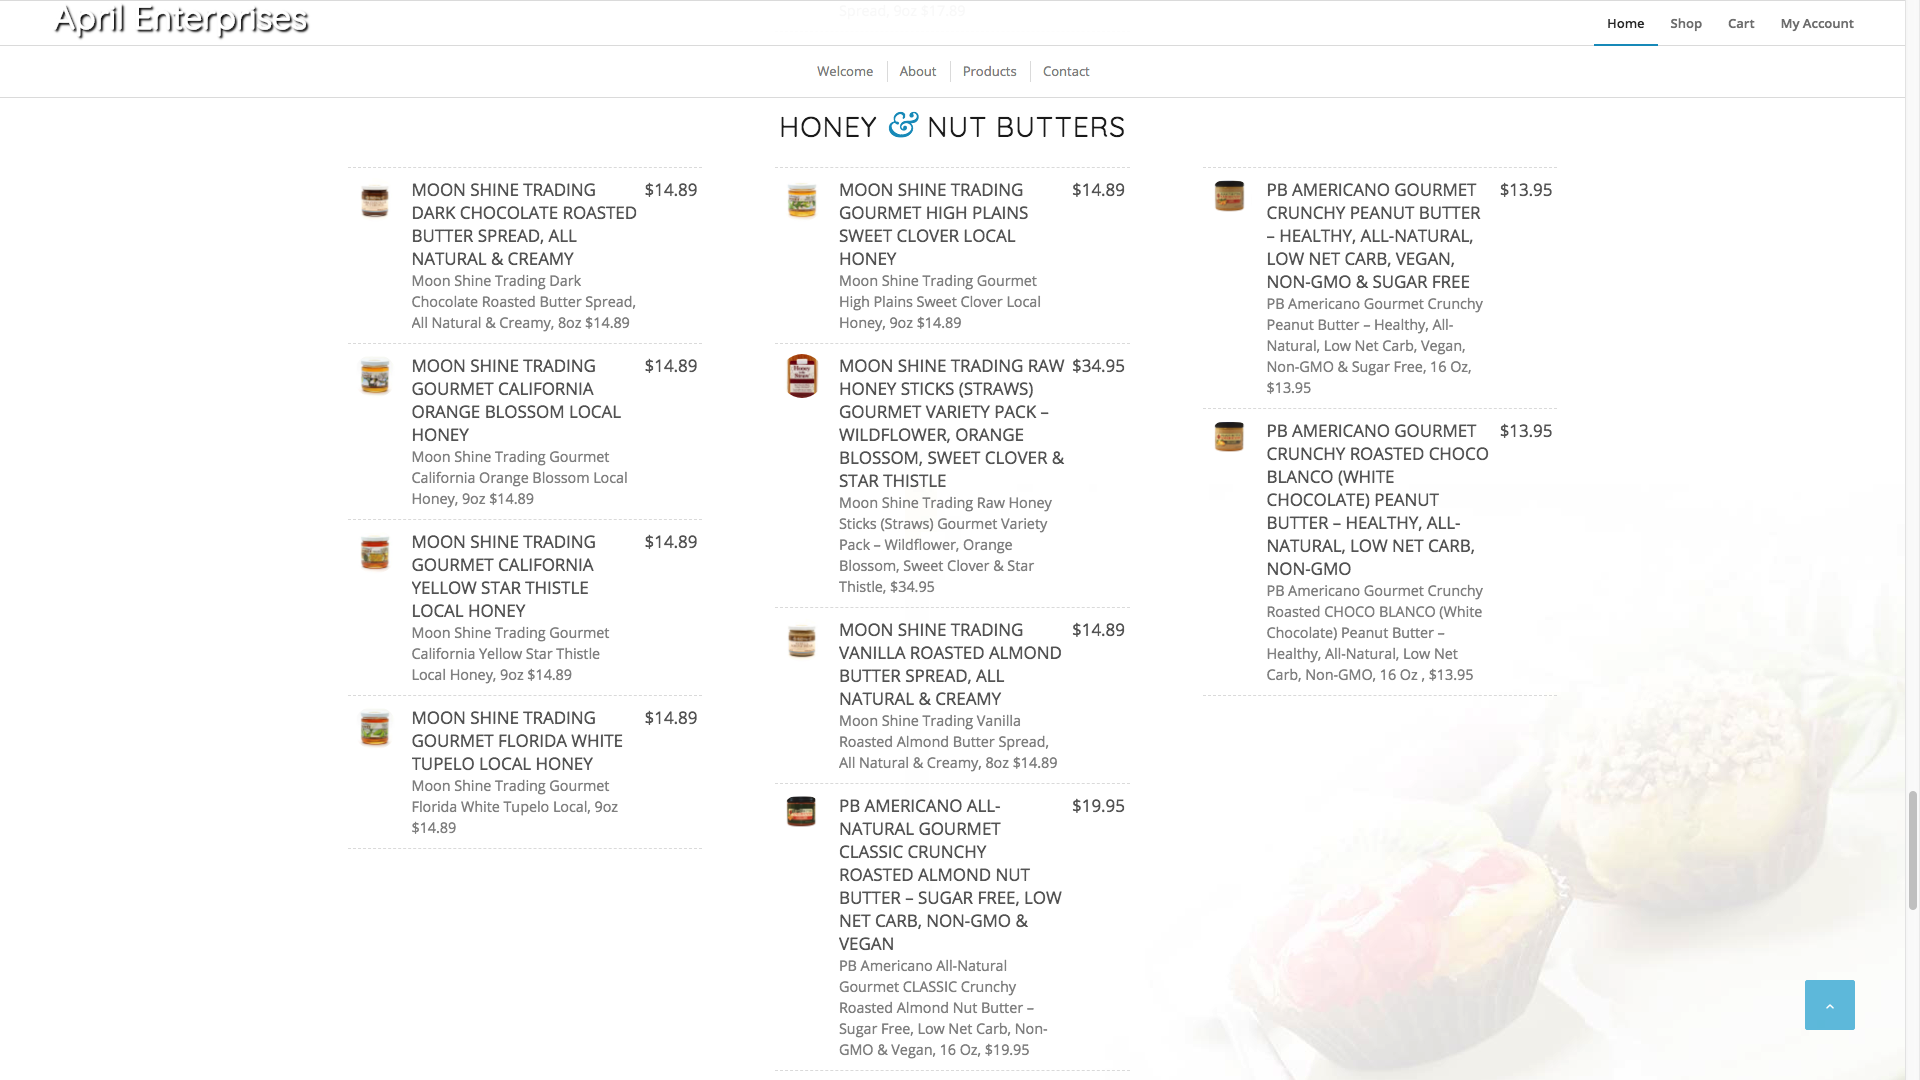 Spread, 9oz $17.89
April Enterprises
Home
Shop
Cart
My Account
Welcome
About
Products
Contact
HONEY & NUT BUTTERS
MOON SHINE TRADING
DARK CHOCOLATE ROASTED
BUTTER SPREAD, ALL
NATURAL & CREAMY
$14.89
Moon Shine Trading Dark
Chocolate Roasted Butter Spread,
All Natural & Creamy, 8oz $14.89
MOON SHINE TRADING
GOURMET CALIFORNIA
ORANGE BLOSSOM LOCAL
HONEY
$14.89
Moon Shine Trading Gourmet
California Orange Blossom Local
Honey, 9oz $14.89
MOON SHINE TRADING
GOURMET CALIFORNIA
YELLOW STAR THISTLE
LOCAL HONEY
$14.89
Moon Shine Trading Gourmet
California Yellow Star Thistle
Local Honey, 9oz $14.89
MOON SHINE TRADING
GOURMET FLORIDA WHITE
TUPELO LOCAL HONEY
$14.89
Moon Shine Trading Gourmet
Florida White Tupelo Local, 9oz
$14.89
MOON SHINE TRADING
GOURMET HIGH PLAINS
SWEET CLOVER LOCAL
HONEY
$14.89
Moon Shine Trading Gourmet
High Plains Sweet Clover Local
Honey, 9oz $14.89
MOON SHINE TRADING RAW
HONEY STICKS (STRAWS)
GOURMET VARIETY PACK –
WILDFLOWER, ORANGE
BLOSSOM, SWEET CLOVER &
STAR THISTLE
$34.95
Moon Shine Trading Raw Honey
Sticks (Straws) Gourmet Variety
Pack – Wildflower, Orange
Blossom, Sweet Clover & Star
Thistle, $34.95
MOON SHINE TRADING
VANILLA ROASTED ALMOND
BUTTER SPREAD, ALL
NATURAL & CREAMY
$14.89
Moon Shine Trading Vanilla
Roasted Almond Butter Spread,
All Natural & Creamy, 8oz $14.89
PB AMERICANO ALL-
NATURAL GOURMET
CLASSIC CRUNCHY
ROASTED ALMOND NUT
BUTTER – SUGAR FREE, LOW
NET CARB, NON-GMO &
VEGAN
$19.95
PB Americano All-Natural
Gourmet CLASSIC Crunchy
Roasted Almond Nut Butter –
Sugar Free, Low Net Carb, Non-
GMO & Vegan, 16 Oz, $19.95
PB AMERICANO GOURMET
CRUNCHY PEANUT BUTTER
– HEALTHY, ALL-NATURAL,
LOW NET CARB, VEGAN,
NON-GMO & SUGAR FREE
$13.95
PB Americano Gourmet Crunchy
Peanut Butter – Healthy, All-
Natural, Low Net Carb, Vegan,
Non-GMO & Sugar Free, 16 Oz,
$13.95
PB AMERICANO GOURMET
CRUNCHY ROASTED CHOCO
BLANCO (WHITE
CHOCOLATE) PEANUT
BUTTER – HEALTHY, ALL-
NATURAL, LOW NET CARB,
NON-GMO
$13.95
PB Americano Gourmet Crunchy
Roasted CHOCO BLANCO (White
Chocolate) Peanut Butter –
Healthy, All-Natural, Low Net
Carb, Non-GMO, 16 Oz , $13.95